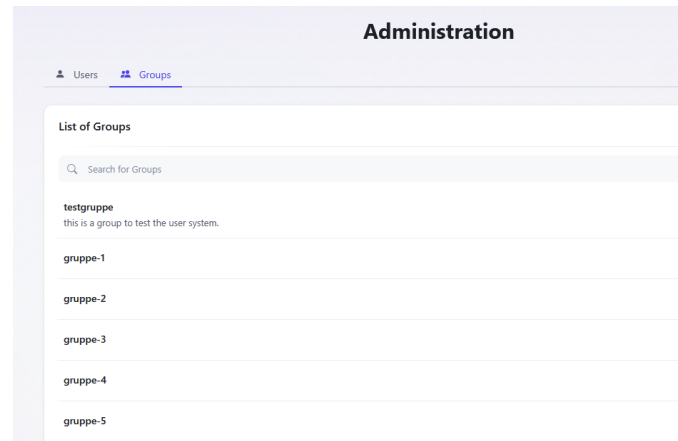 Administration
Users Groups
List of Groups
Search for Groups
testgruppe
this is a group to test the user system.
gruppe-1
gruppe-2
gruppe-3
gruppe-4
gruppe-5